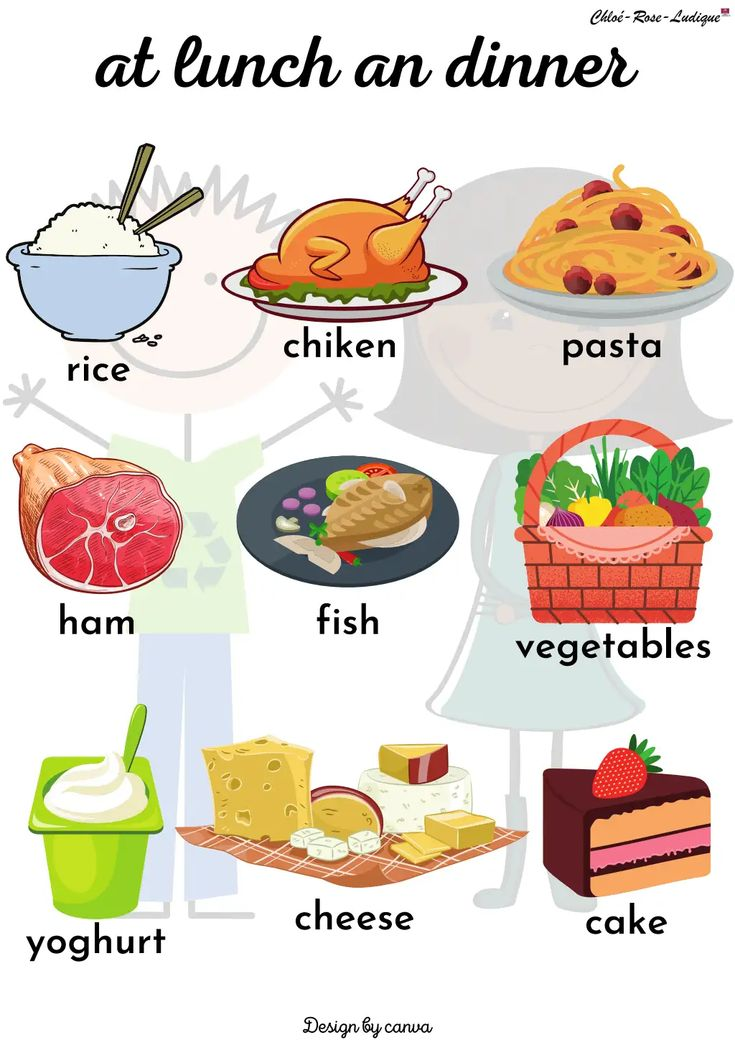 Chloé-Rose-Ludique
at lunch an dinner
rice
chiken
pasta
ham
fish
vegetables
yoghurt
cheese
cake
Design by canva